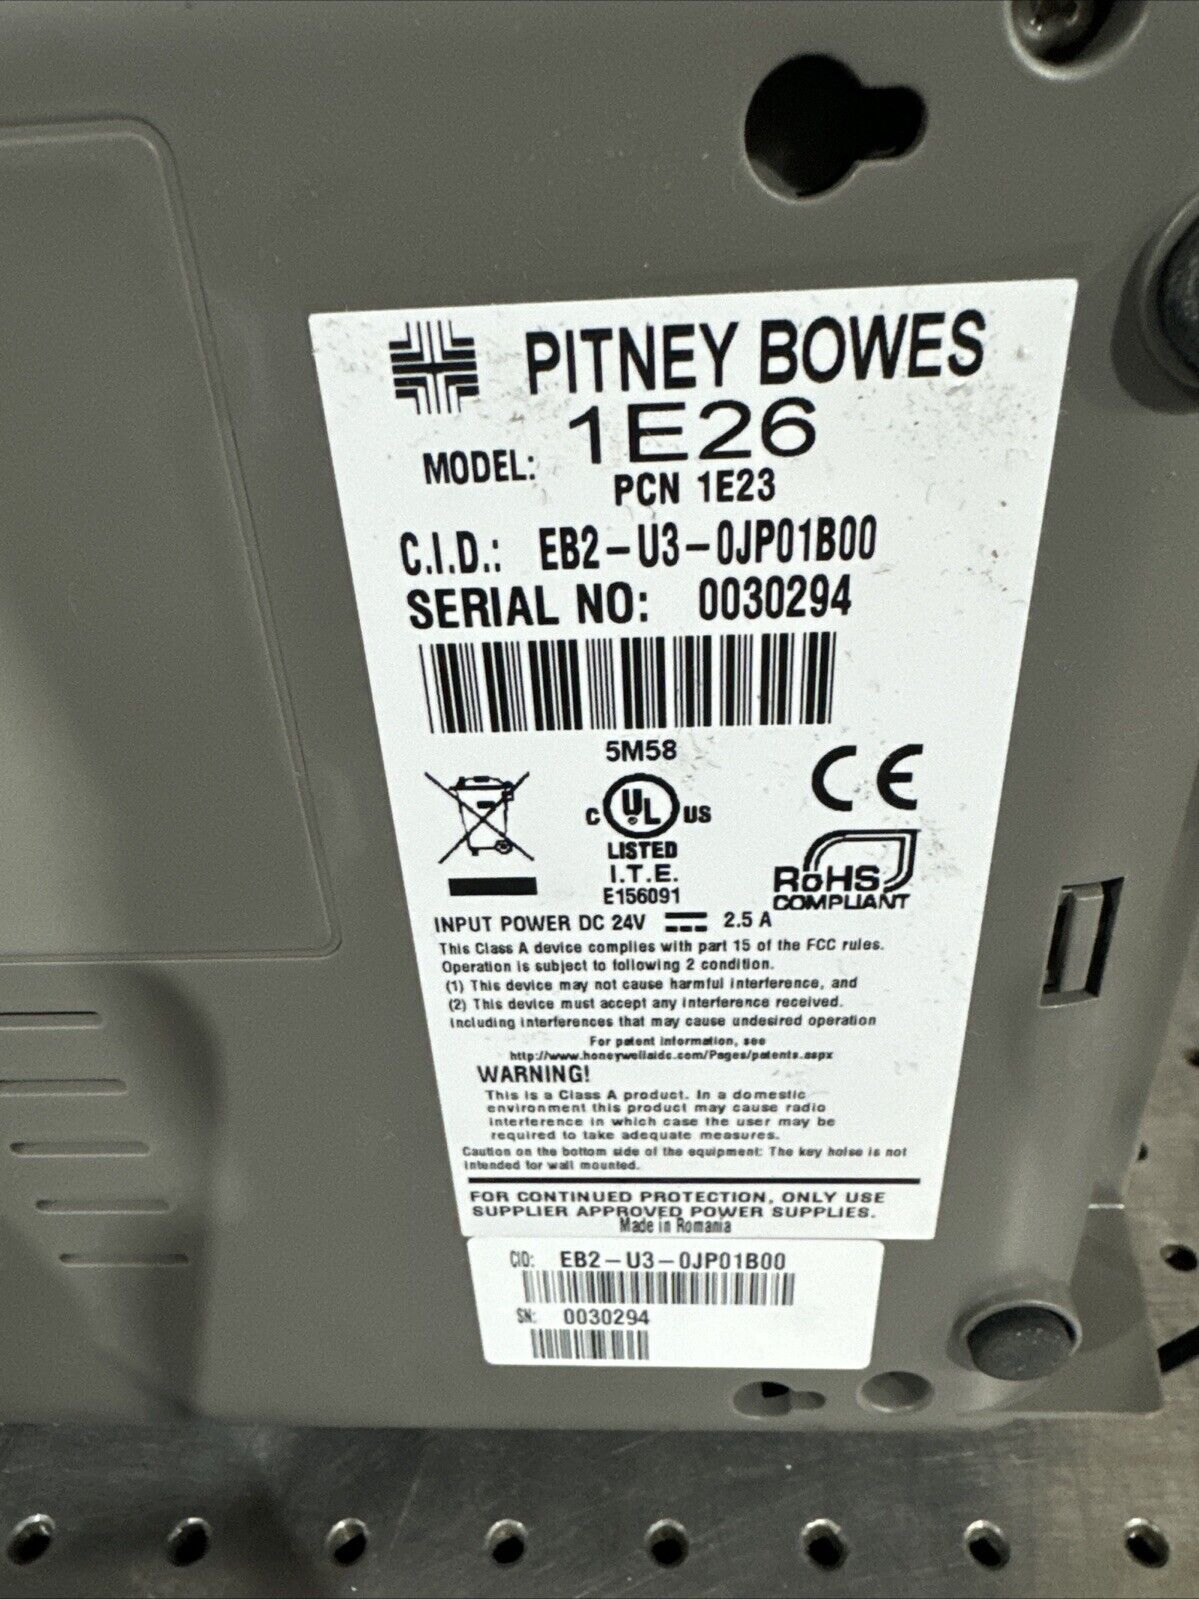 PITNEY BOWES
MODEL: 1E26
PCN 1E23
C.I.D.: EB2-U3-0JP01B00
SERIAL NO: 0030294
5M58
C UL US
LISTED
I.T.E.
E156091
CE
RoHS
COMPLIANT
INPUT POWER DC 24V 2.5 A
This Class A device complies with part 15 of the FCC rules.
Operation is subject to following 2 condition.
(1) This device may not cause harmful interference, and
(2) This device must accept any interference received.
Including interferences that may cause undesired operation
For patent information, see
http://www.honeywellaidc.com/Pages/patents.aspx
WARNING!
This is a Class A product. In a domestic
environment this product may cause radio
interference in which case the user may be
required to take adequate measures.
Caution on the bottom side of the equipment: The key holse is not
intended for wall mounted.
FOR CONTINUED PROTECTION, ONLY USE
SUPPLIER APPROVED POWER SUPPLIES.
Made in Romania
CID: EB2-U3-0JP01B00
SN: 0030294